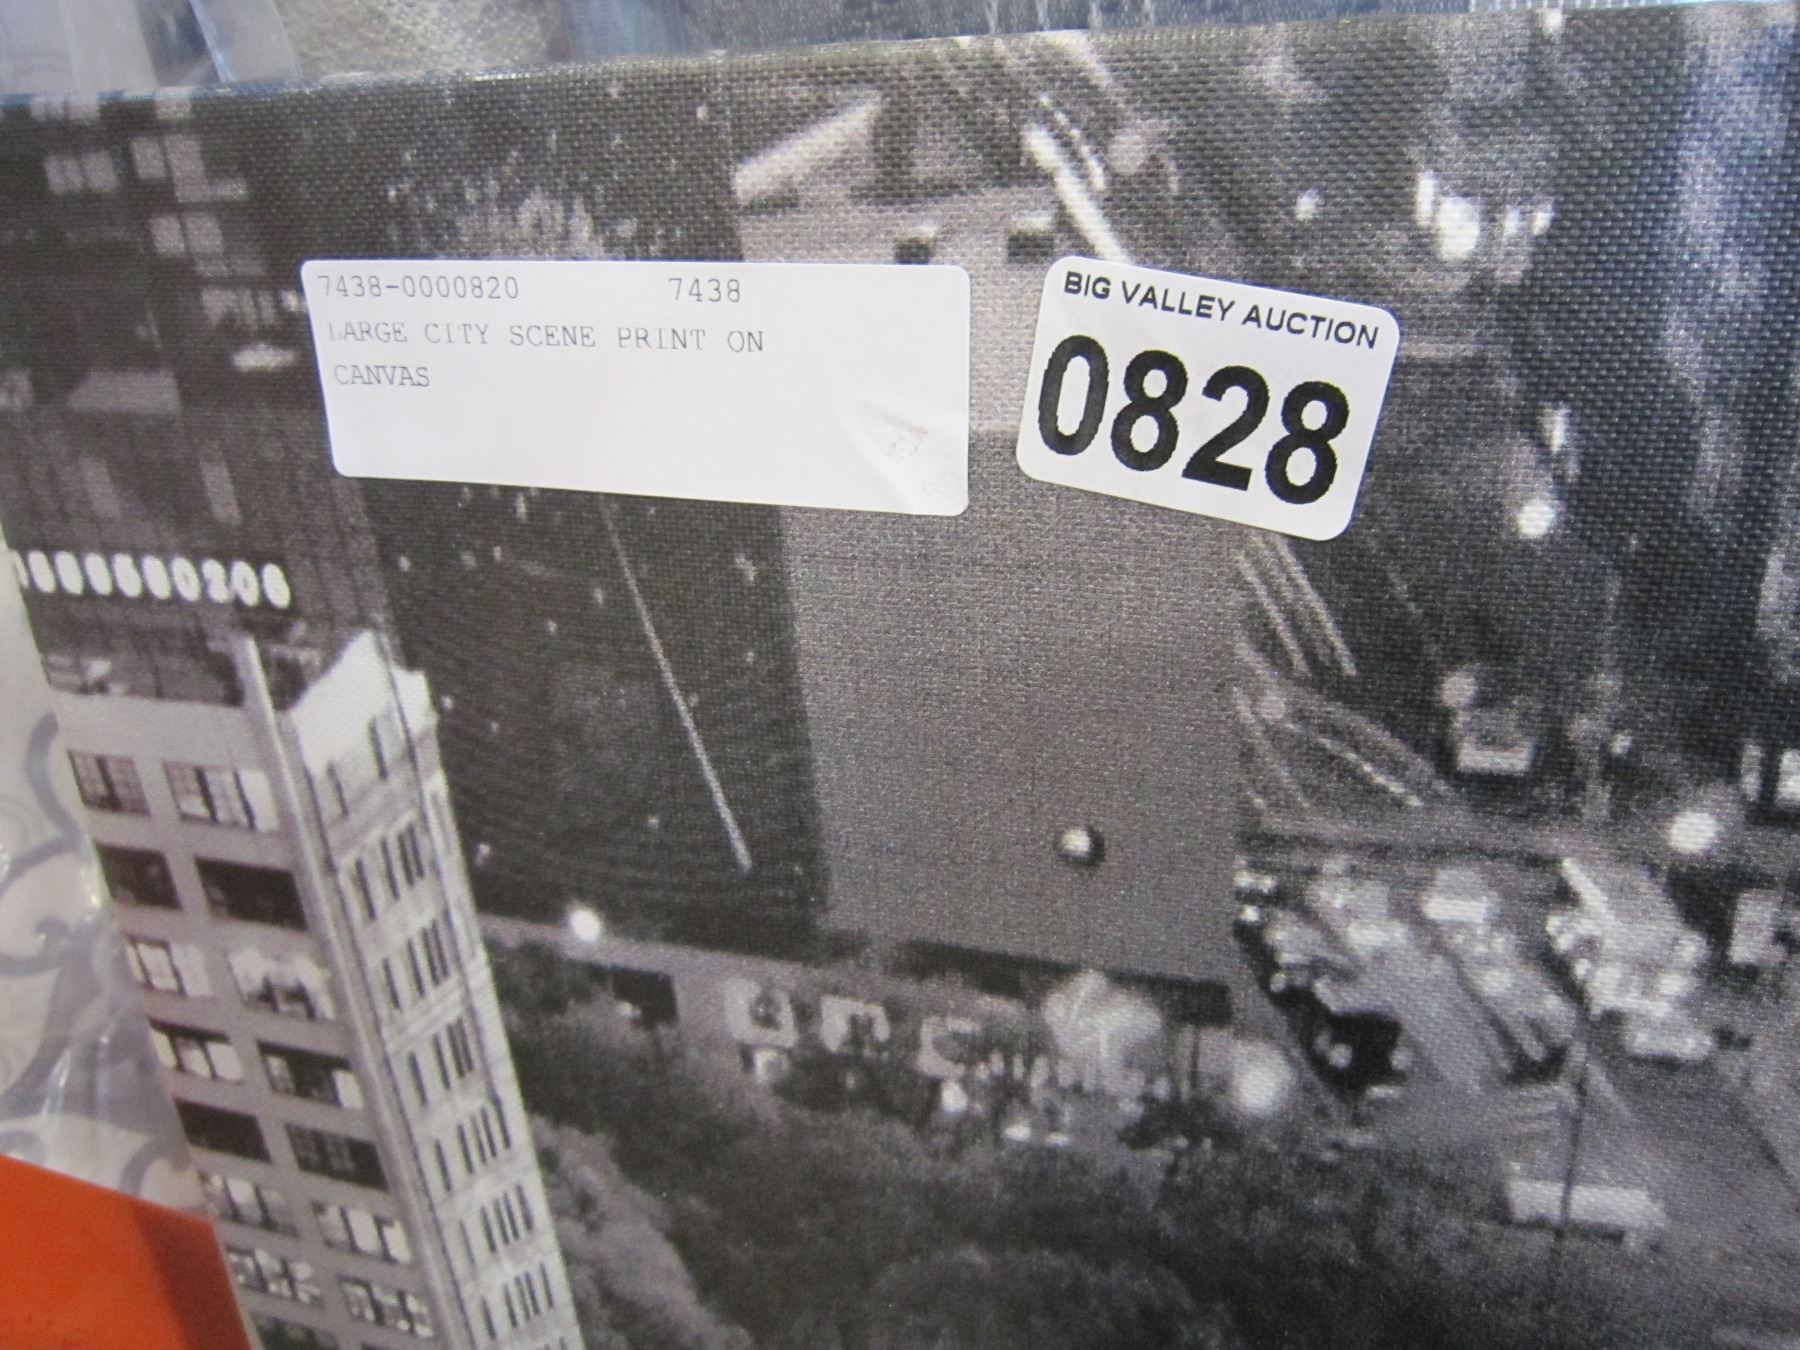 7438-0000820 7438
LARGE CITY SCENE PRINT ON
CANVAS
BIG VALLEY AUCTION
0828